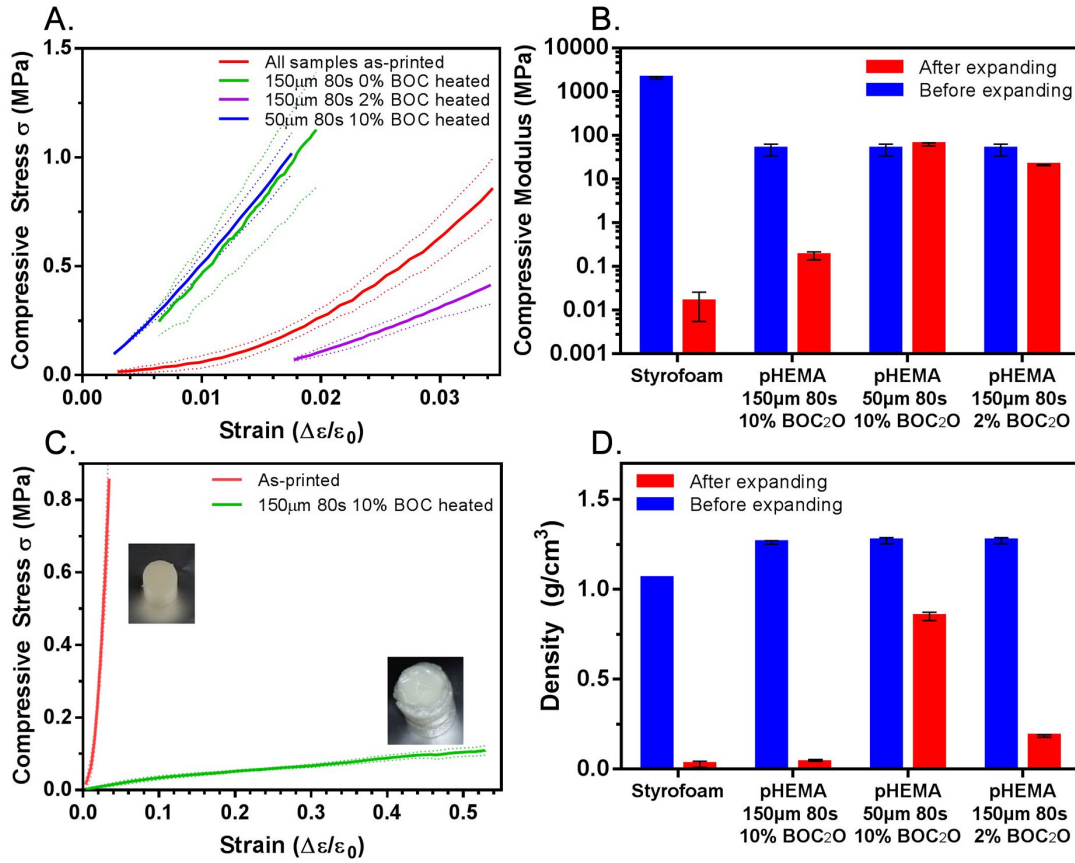 A.
Compressive Stress σ (MPa)
1.5
1.0
0.5
0.0
All samples as-printed
150μm 80s 0% BOC heated
150μm 80s 2% BOC heated
50μm 80s 10% BOC heated
0.00
0.01
0.02
0.03
Strain (Δε/ε₀)
B.
Compressive Modulus (MPa)
10000
1000
100
10
1
0.1
0.01
0.001
After expanding
Before expanding
Styrofoam
pHEMA
150μm 80s
10% BOC₂O
pHEMA
50μm 80s
10% BOC₂O
pHEMA
150μm 80s
2% BOC₂O
C.
Compressive Stress σ (MPa)
0.8
0.6
0.4
0.2
0.0
As-printed
150μm 80s 10% BOC heated
0.0
0.1
0.2
0.3
0.4
0.5
Strain (Δε/ε₀)
D.
Density (g/cm³)
1.5
1.0
0.5
0.0
After expanding
Before expanding
Styrofoam
pHEMA
150μm 80s
10% BOC₂O
pHEMA
50μm 80s
10% BOC₂O
pHEMA
150μm 80s
2% BOC₂O